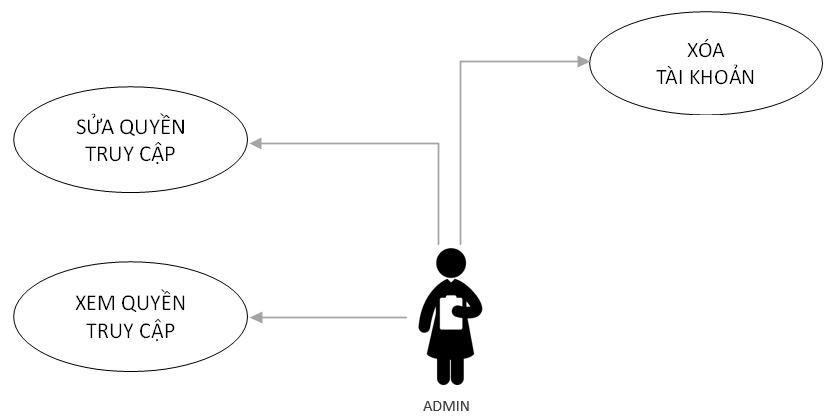 XÓA
TÀI KHOẢN
SỬA QUYỀN
TRUY CẬP
XEM QUYỀN
TRUY CẬP
ADMIN